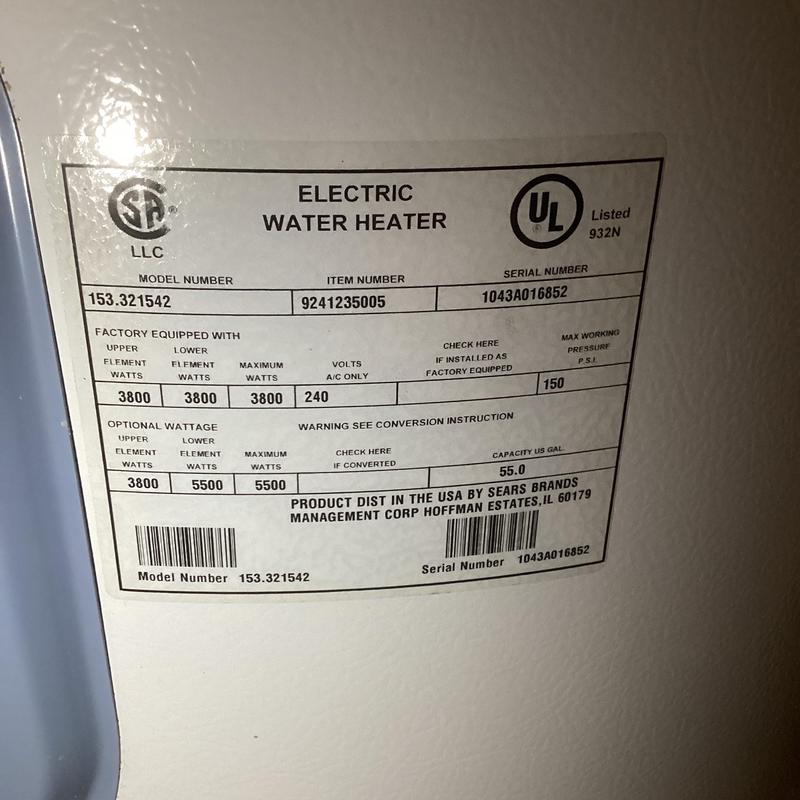 SA ®
LLC
ELECTRIC
WATER HEATER
UL ®
Listed
932N
MODEL NUMBER ITEM NUMBER SERIAL NUMBER
153.321542 9241235005 1043A016852
FACTORY EQUIPPED WITH
UPPER ELEMENT WATTS
LOWER ELEMENT WATTS
MAXIMUM WATTS
VOLTS A/C ONLY
CHECK HERE IF INSTALLED AS FACTORY EQUIPPED
MAX WORKING PRESSURE P.S.I.
3800 3800 3800 240 150
OPTIONAL WATTAGE WARNING SEE CONVERSION INSTRUCTION
UPPER ELEMENT WATTS
LOWER ELEMENT WATTS
MAXIMUM WATTS
CHECK HERE IF CONVERTED
CAPACITY US GAL.
3800 5500 5500 55.0
PRODUCT DIST IN THE USA BY SEARS BRANDS
MANAGEMENT CORP HOFFMAN ESTATES,IL 60179
Model Number 153.321542
Serial Number 1043A016852